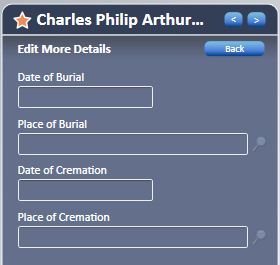 Charles Philip Arthur... < >
Edit More Details Back
Date of Burial
Place of Burial
Date of Cremation
Place of Cremation